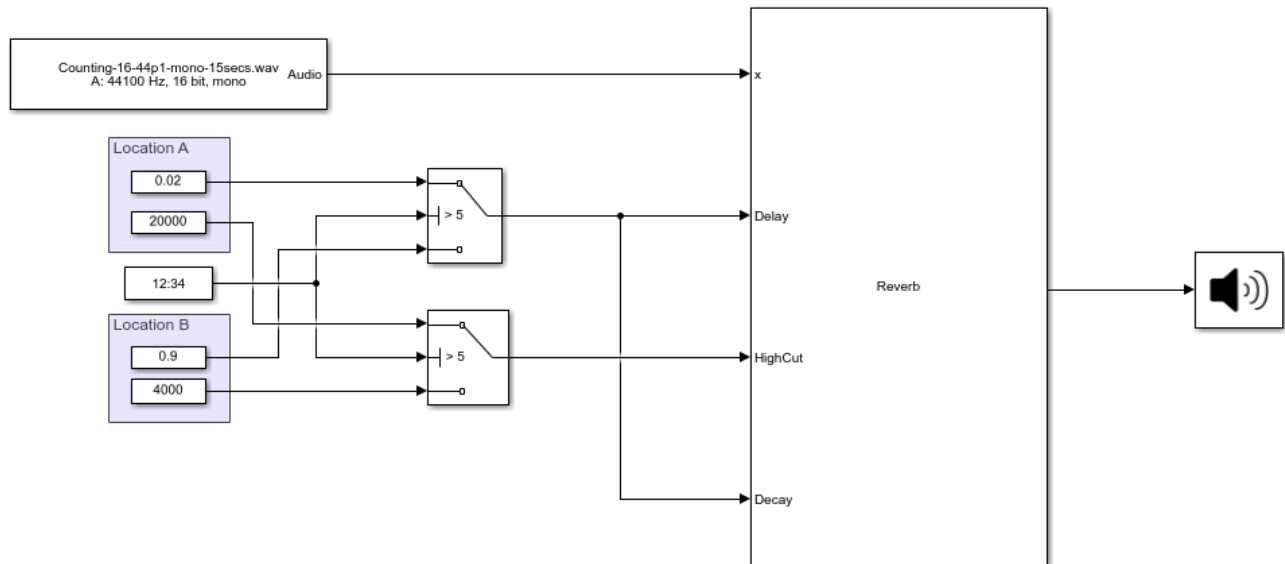 Counting-16-44p1-mono-15secs.wav
A: 44100 Hz, 16 bit, mono
Audio
x
Location A
0.02
20000
> 5
Delay
12:34
Reverb
Location B
0.9
4000
> 5
HighCut
Decay